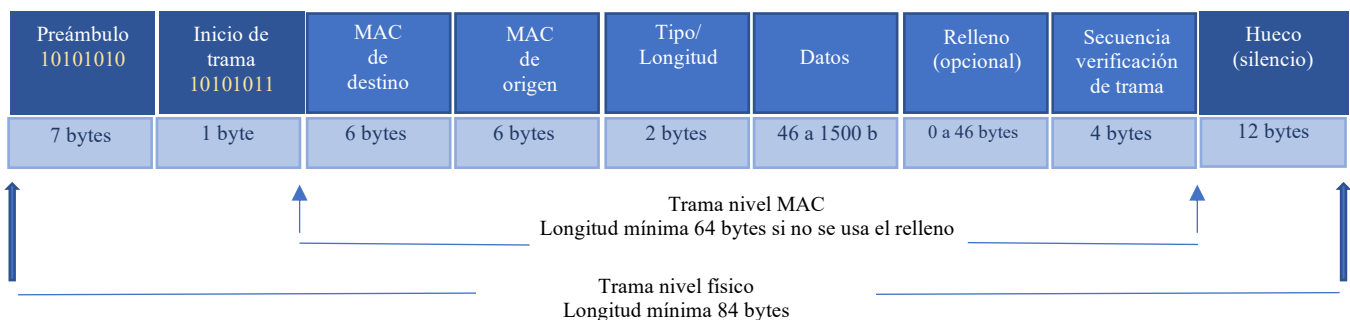 Preámbulo
10101010
Inicio de
trama
10101011
MAC
de
destino
MAC
de
origen
Tipo/
Longitud
Datos
Relleno
(opcional)
Secuencia
verificación
de trama
Hueco
(silencio)
7 bytes
1 byte
6 bytes
6 bytes
2 bytes
46 a 1500 b
0 a 46 bytes
4 bytes
12 bytes
Trama nivel MAC
Longitud mínima 64 bytes si no se usa el relleno
Trama nivel físico
Longitud mínima 84 bytes